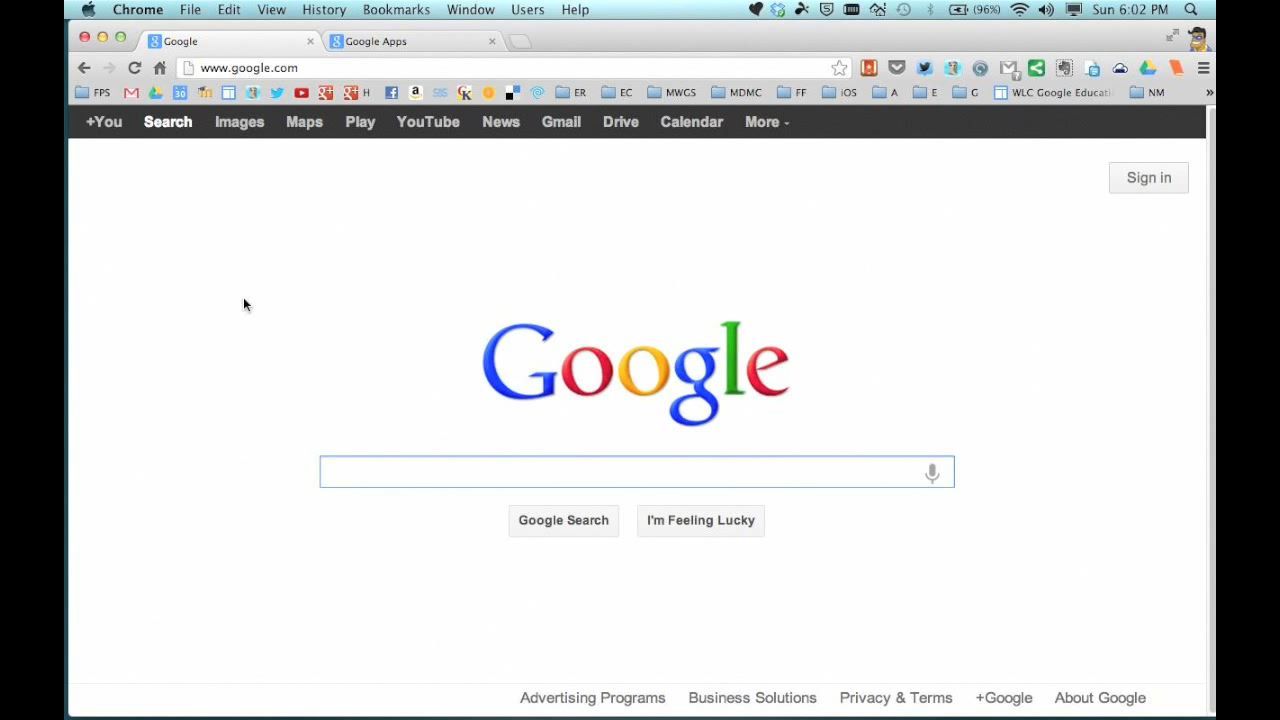 Chrome File Edit View History Bookmarks Window Users Help (96%) Sun 6:02 PM
Google Google Apps
www.google.com
FPS 30 H a ER EC MWGS MDMC FF iOS A E G WLC Google Educati NM »
+You Search Images Maps Play YouTube News Gmail Drive Calendar More
Sign in
Google
Google Search I'm Feeling Lucky
Advertising Programs Business Solutions Privacy & Terms +Google About Google